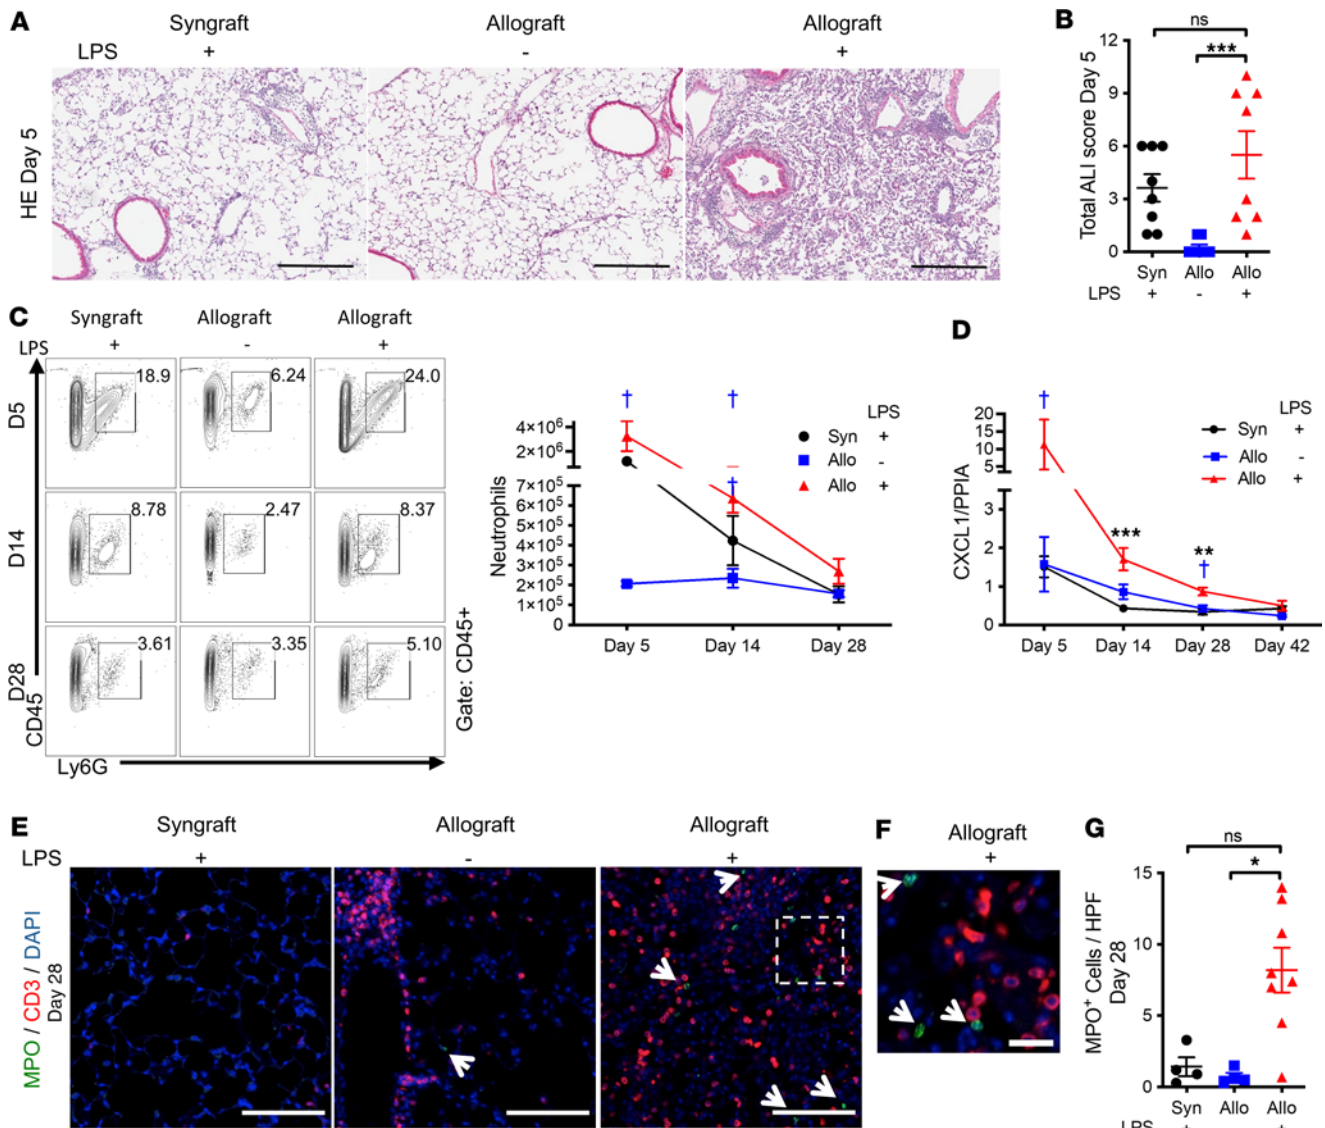 A
Syngraft Allograft Allograft
LPS + - +
HE Day 5
B
ns
***
Total ALI score Day 5
12
9
6
3
0
Syn Allo Allo
LPS + - +
C
Syngraft Allograft Allograft
LPS + - +
D5
18.9 6.24 24.0
D14
8.78 2.47 8.37
D28
3.61 3.35 5.10
CD45
Ly6G
Gate: CD45+
Neutrophils
† †
†
4×10⁶
2×10⁶
7×10⁵
6×10⁵
5×10⁵
4×10⁵
3×10⁵
2×10⁵
1×10⁵
0
Day 5 Day 14 Day 28
LPS
Syn +
Allo -
Allo +
D
CXCL1/PPIA
†
***
**
†
20
15
10
5
3
2
1
0
Day 5 Day 14 Day 28 Day 42
LPS
Syn +
Allo -
Allo +
E
Syngraft Allograft Allograft
LPS + - +
MPO / CD3 / DAPI
Day 28
F
Allograft
+
G
ns
*
MPO⁺ Cells / HPF
Day 28
15
10
5
0
Syn Allo Allo
LPS + - +